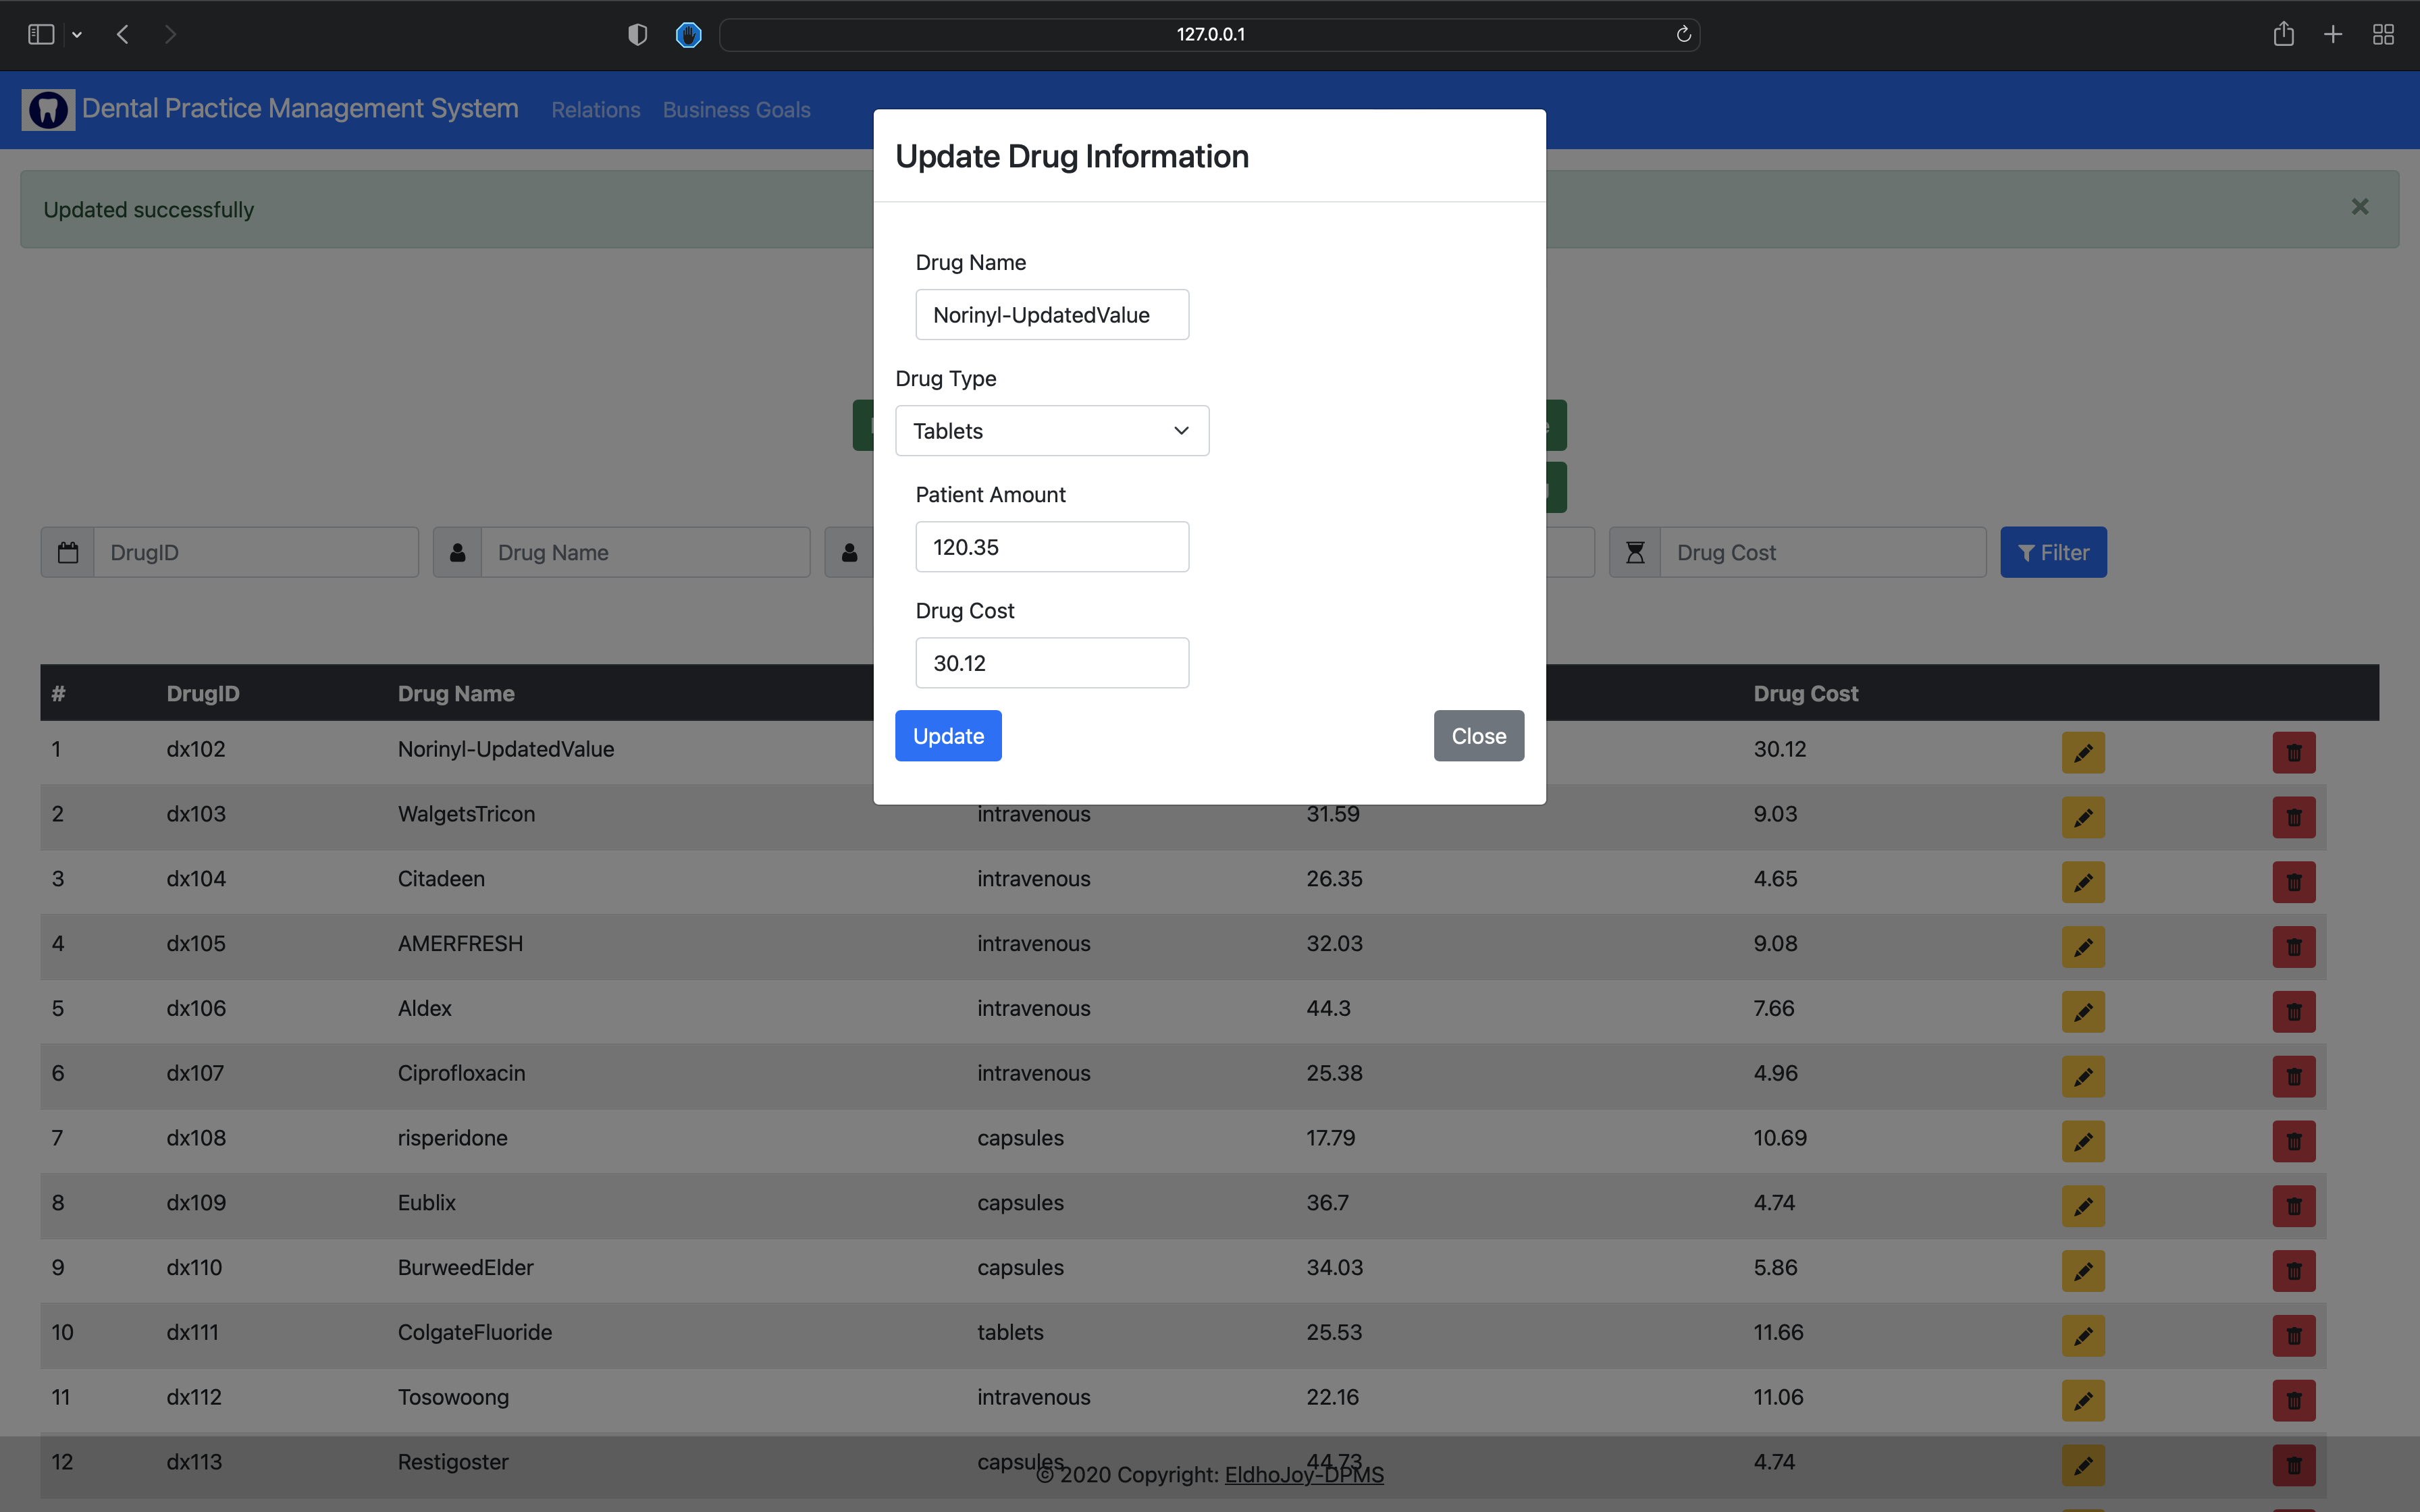 127.0.0.1
Dental Practice Management System Relations Business Goals
Updated successfully
Update Drug Information
Drug Name
Norinyl-UpdatedValue
Drug Type
Tablets
Patient Amount
120.35
Drug Cost
30.12
Update Close
DrugID Drug Name Drug Cost Filter
# DrugID Drug Name Drug Cost
1 dx102 Norinyl-UpdatedValue 30.12
2 dx103 WalgetsTricon intravenous 31.59 9.03
3 dx104 Citadeen intravenous 26.35 4.65
4 dx105 AMERFRESH intravenous 32.03 9.08
5 dx106 Aldex intravenous 44.3 7.66
6 dx107 Ciprofloxacin intravenous 25.38 4.96
7 dx108 risperidone capsules 17.79 10.69
8 dx109 Eublix capsules 36.7 4.74
9 dx110 BurweedElder capsules 34.03 5.86
10 dx111 ColgateFluoride tablets 25.53 11.66
11 dx112 Tosowoong intravenous 22.16 11.06
12 dx113 Restigoster capsules 44.73 4.74
© 2020 Copyright: EldhoJoy-DPMS